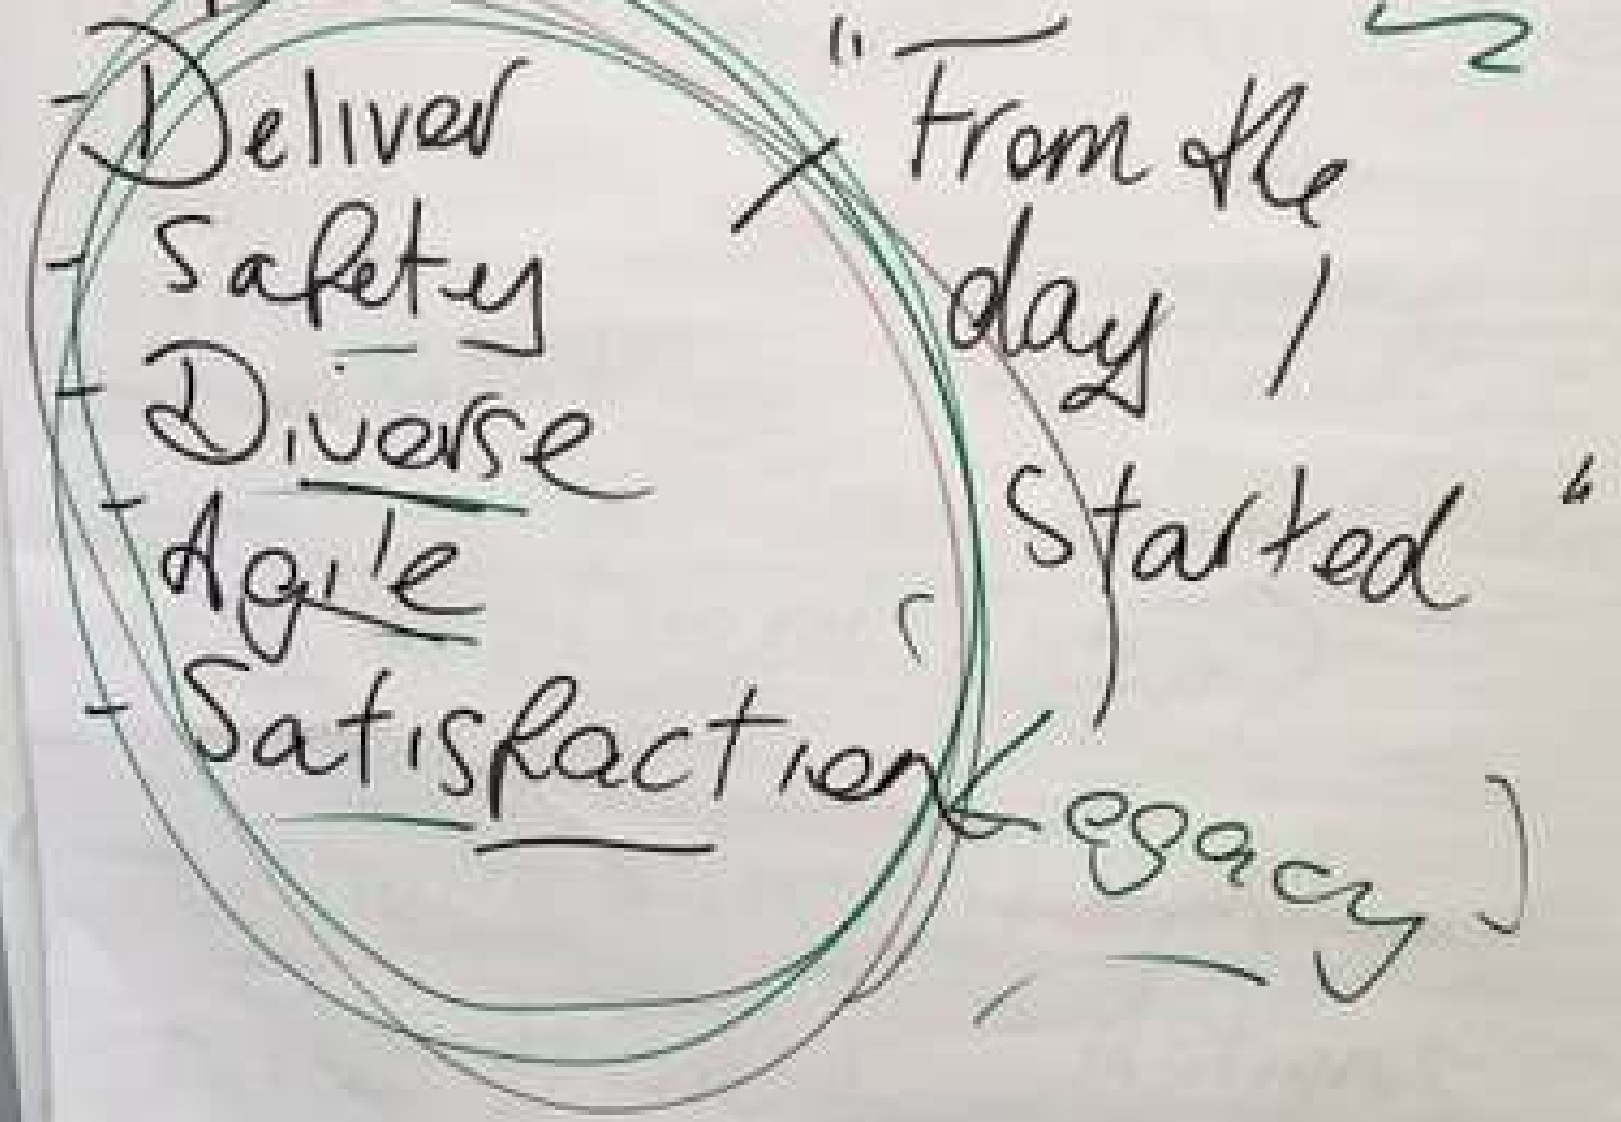 - Deliver
- Safety
- Diverse
- Agile
- Satisfaction
"From the
day I
started"
(Legacy)